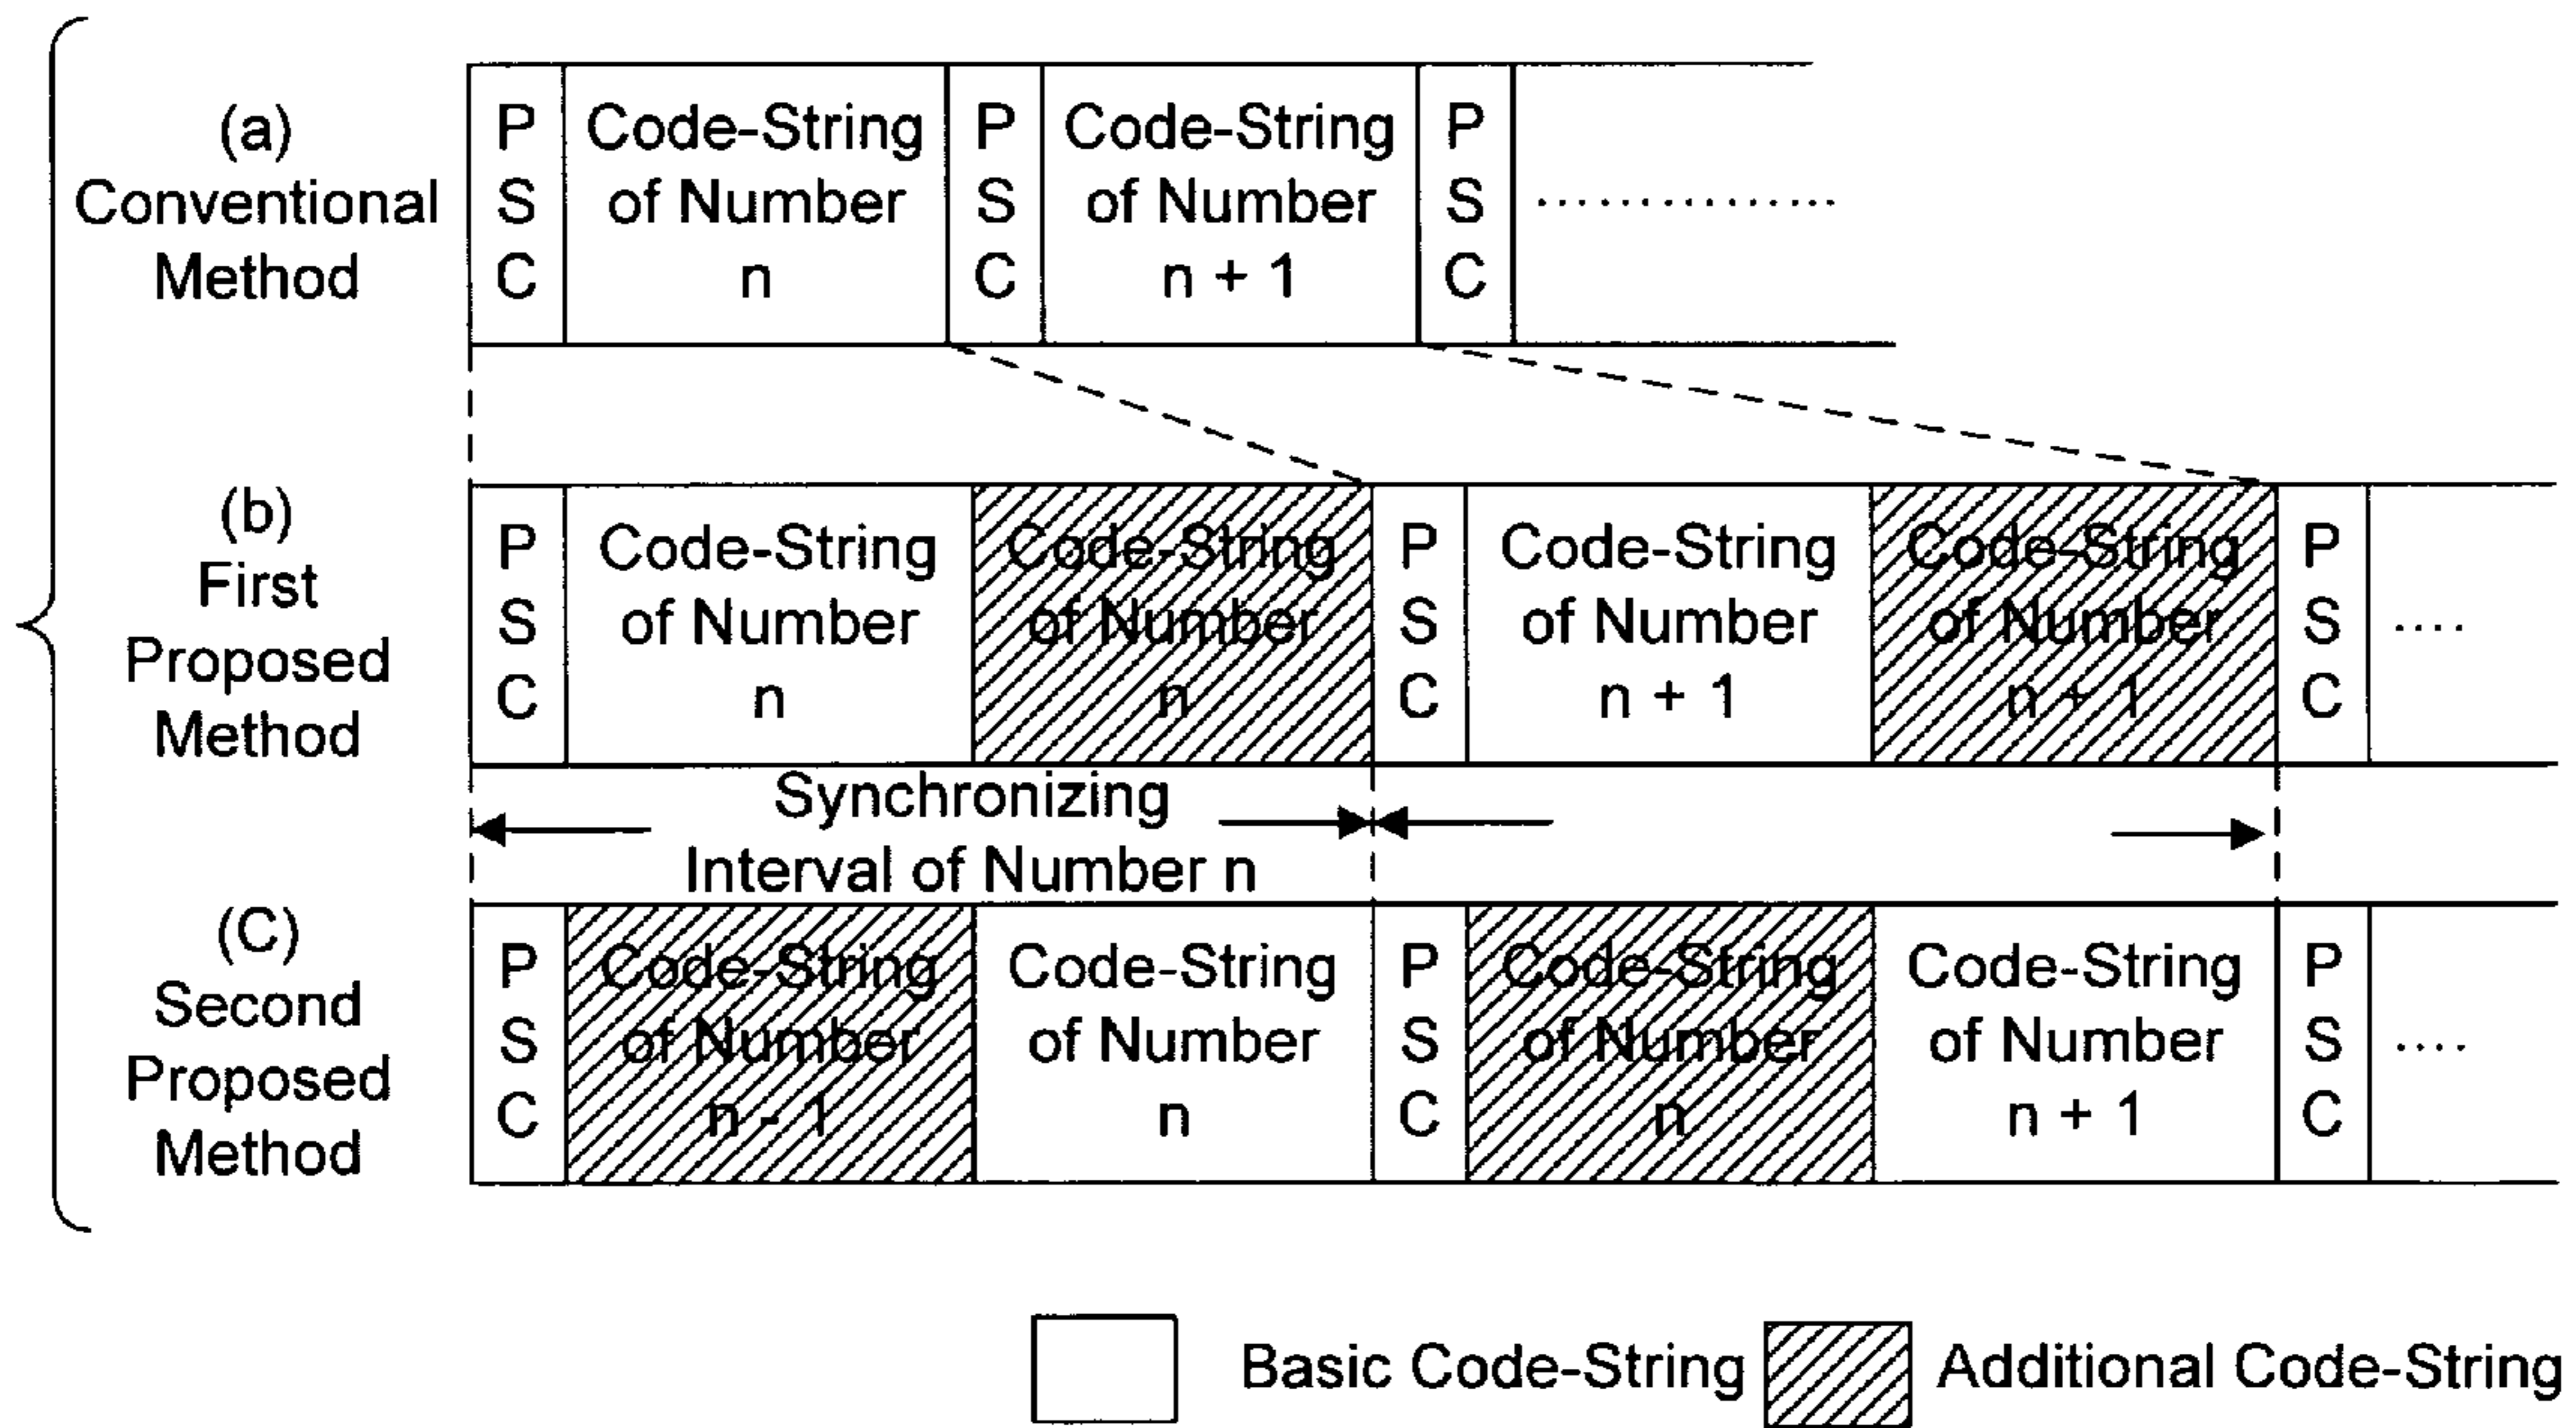 (a)
Conventional
Method
P
S
C
Code-String
of Number
n
P
S
C
Code-String
of Number
n + 1
P
S
C
...............
(b)
First
Proposed
Method
P
S
C
Code-String
of Number
n
Code-String
of Number
n
P
S
C
Code-String
of Number
n + 1
Code-String
of Number
n + 1
P
S
C
....
Synchronizing
Interval of Number n
(C)
Second
Proposed
Method
P
S
C
Code-String
of Number
n - 1
Code-String
of Number
n
P
S
C
Code-String
of Number
n
Code-String
of Number
n + 1
P
S
C
....
Basic Code-String
Additional Code-String